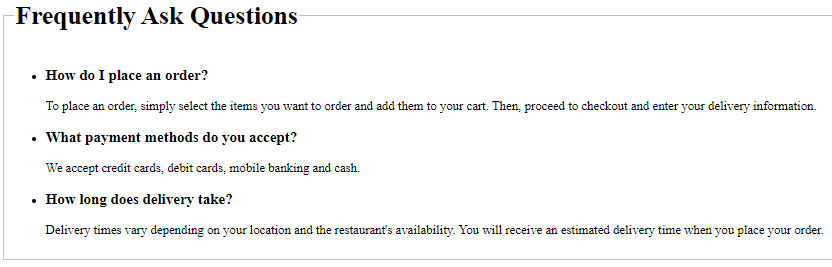 Frequently Ask Questions
How do I place an order?
To place an order, simply select the items you want to order and add them to your cart. Then, proceed to checkout and enter your delivery information.
What payment methods do you accept?
We accept credit cards, debit cards, mobile banking and cash.
How long does delivery take?
Delivery times vary depending on your location and the restaurant's availability. You will receive an estimated delivery time when you place your order.